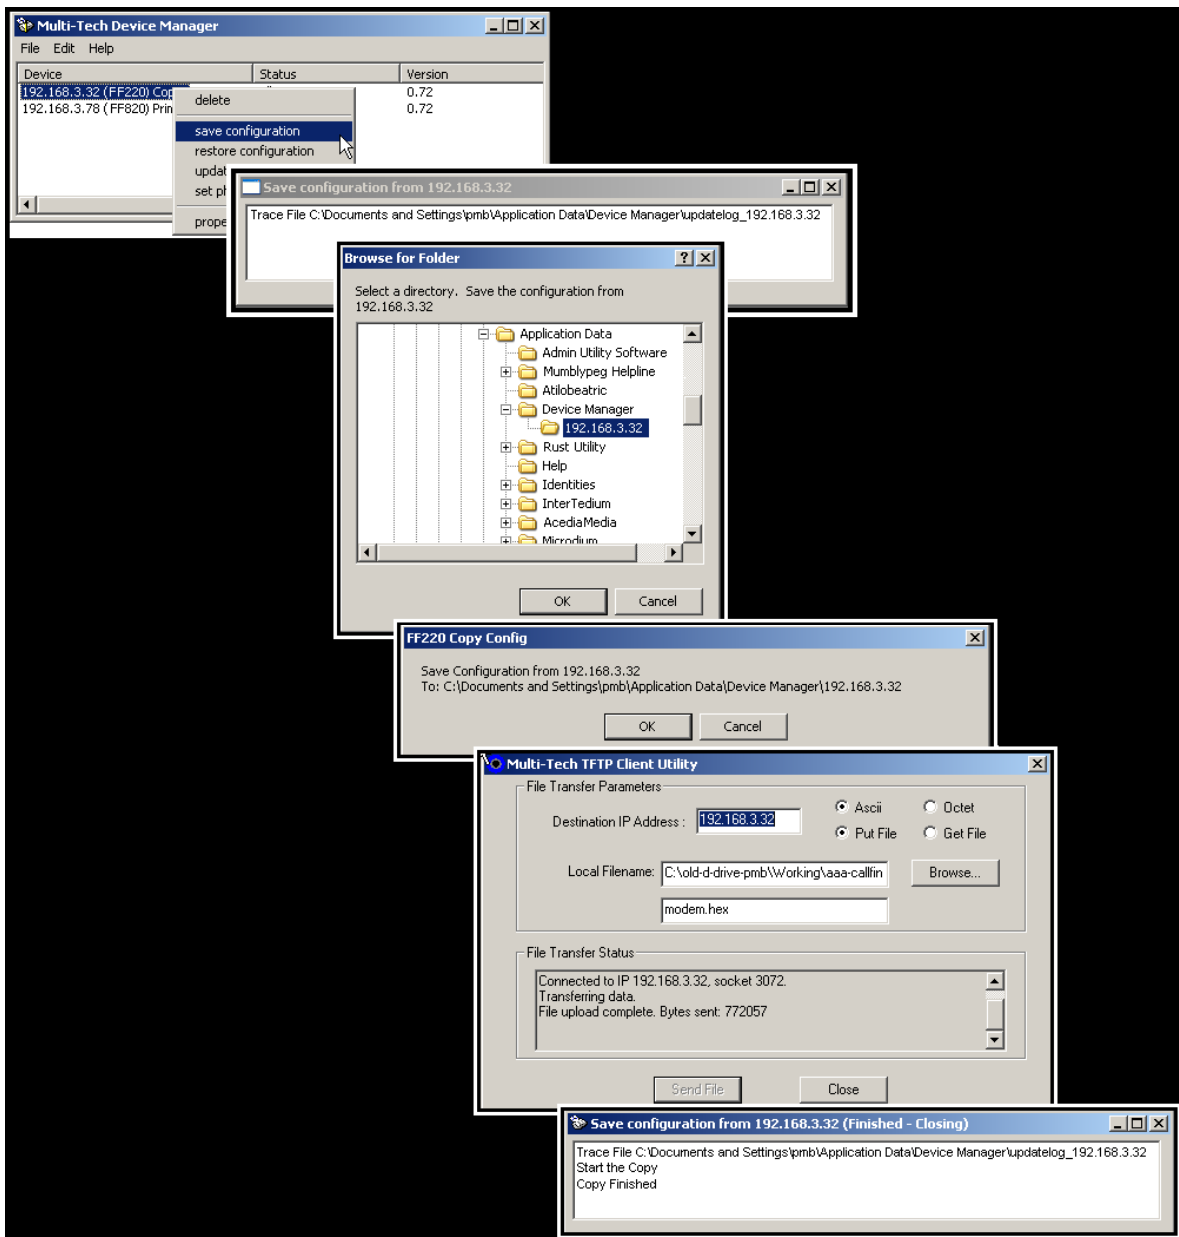 Multi-Tech Device Manager
File Edit Help
Device Status Version
192.168.3.32 (FF220) Cop 0.72
192.168.3.78 (FF820) Prin 0.72
delete
save configuration
restore configuration
updat
set ph
prope
Save configuration from 192.168.3.32
Trace File C:\Documents and Settings\pmb\Application Data\Device Manager\updatelog_192.168.3.32
Browse for Folder
Select a directory. Save the configuration from
192.168.3.32
Application Data
Admin Utility Software
Mumblypeg Helpline
Atilobeatric
Device Manager
192.168.3.32
Rust Utility
Help
Identities
InterTedium
AcediaMedia
Microdium
OK Cancel
FF220 Copy Config
Save Configuration from 192.168.3.32
To: C:\Documents and Settings\pmb\Application Data\Device Manager\192.168.3.32
OK Cancel
Multi-Tech TFTP Client Utility
File Transfer Parameters
Destination IP Address : 192.168.3.32 Ascii Octet
Put File Get File
Local Filename: C:\old-d-drive-pmb\Working\aaa-callfin Browse...
modem.hex
File Transfer Status
Connected to IP 192.168.3.32, socket 3072.
Transferring data.
File upload complete. Bytes sent: 772057
Send File Close
Save configuration from 192.168.3.32 (Finished - Closing)
Trace File C:\Documents and Settings\pmb\Application Data\Device Manager\updatelog_192.168.3.32
Start the Copy
Copy Finished